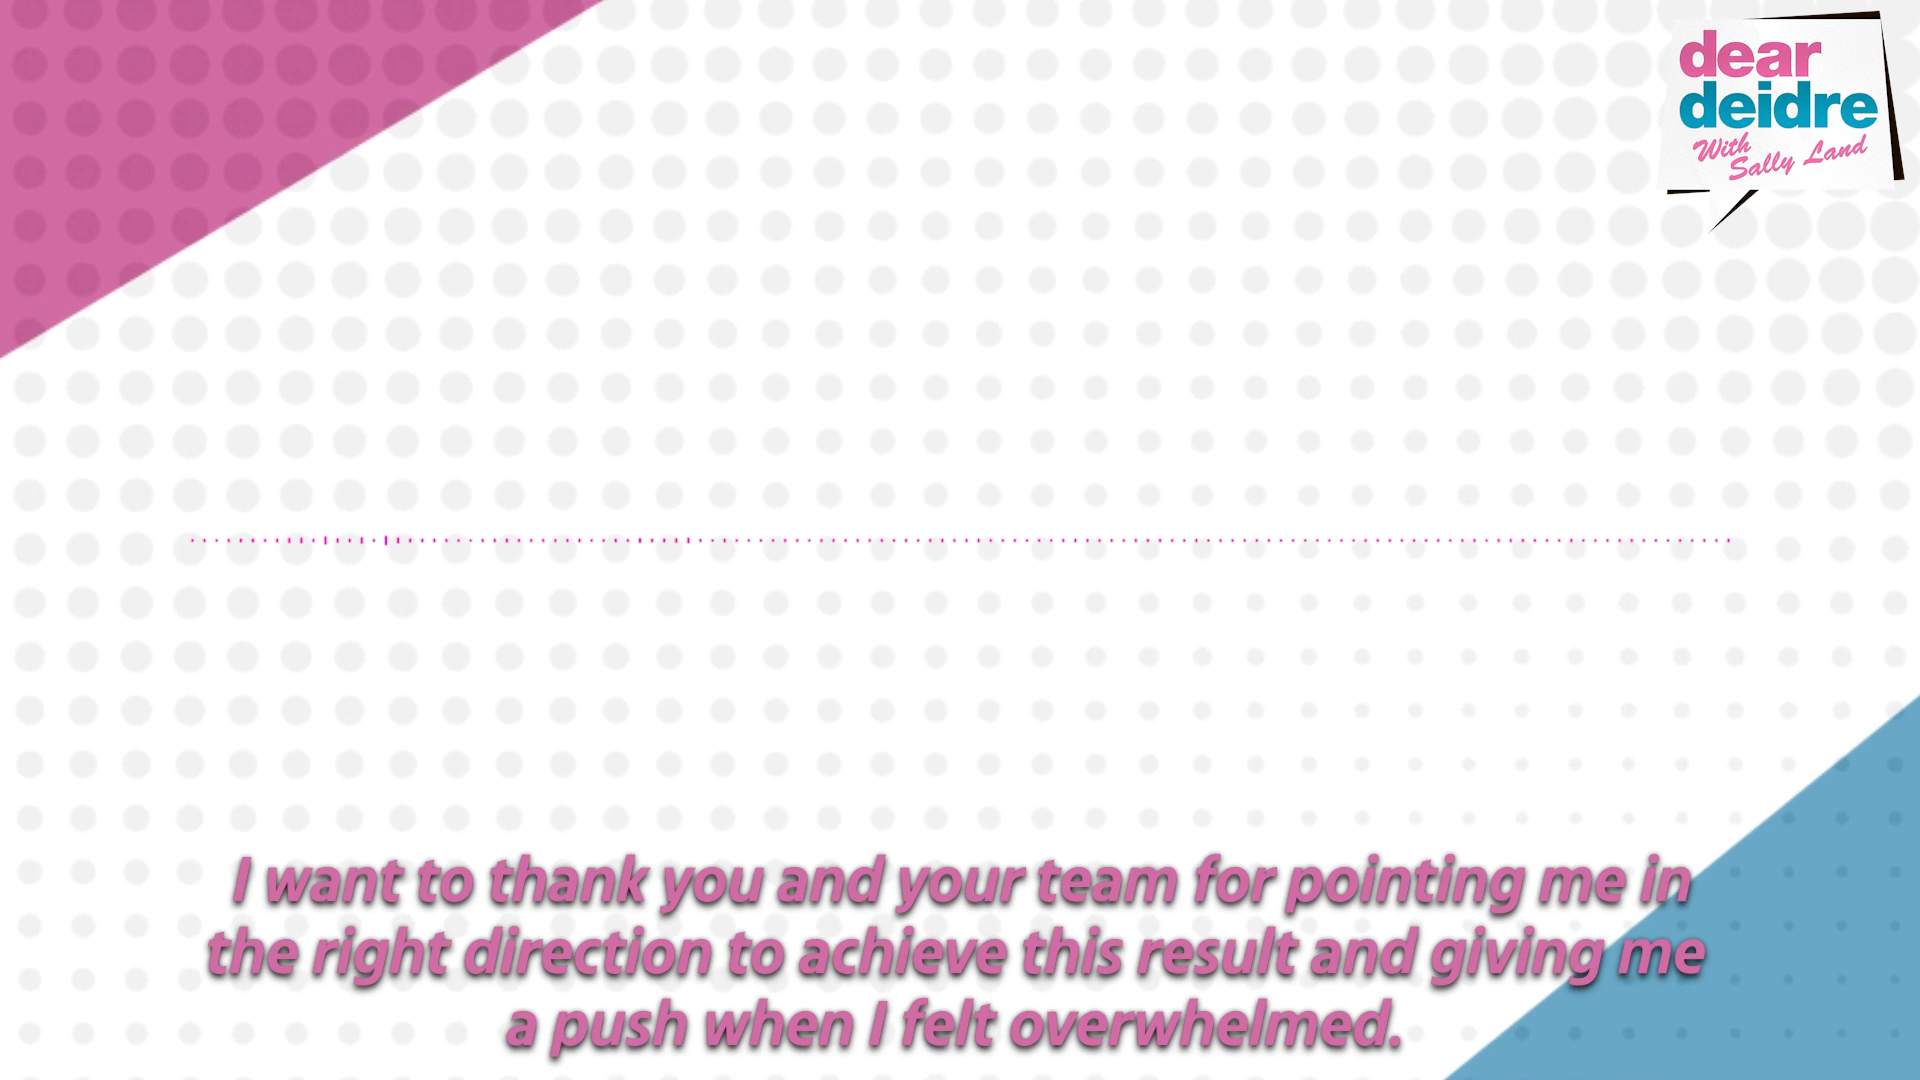 dear
deidre
With
Sally Land
I want to thank you and your team for pointing me in
the right direction to achieve this result and giving me
a push when I felt overwhelmed.